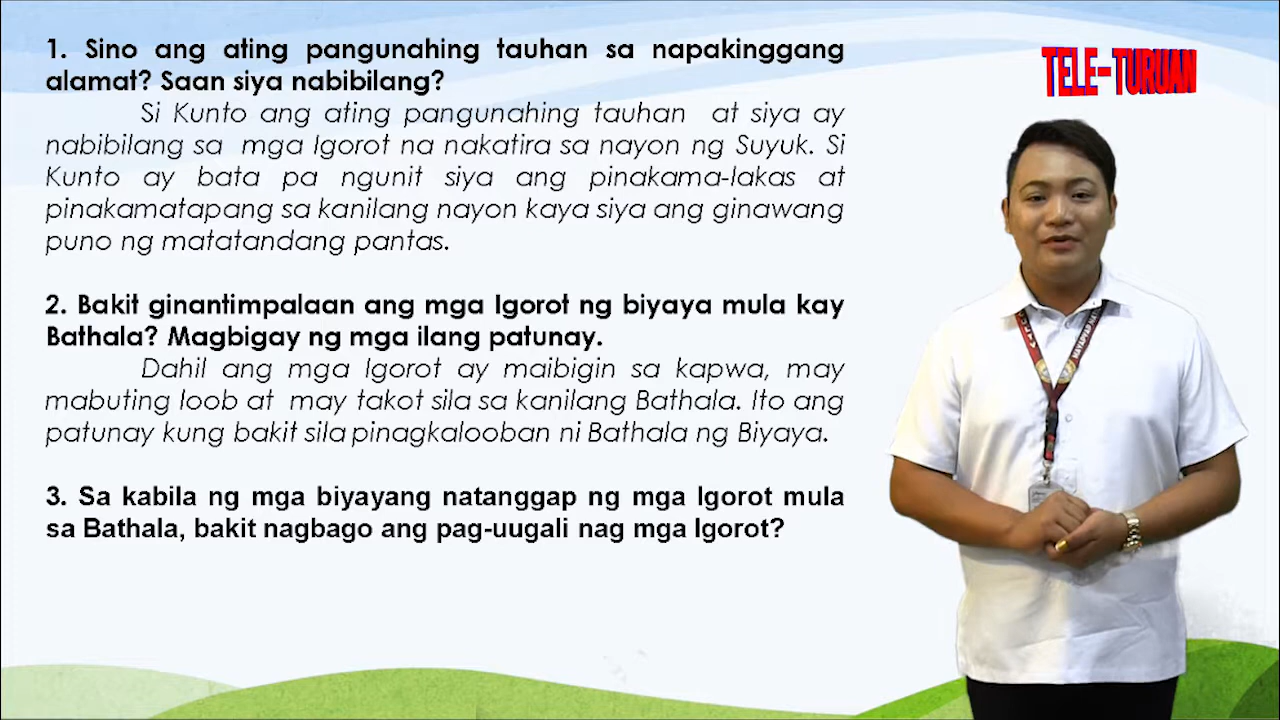 1. Sino ang ating pangunahing tauhan sa napakinggang
alamat? Saan siya nabibilang?
Si Kunto ang ating pangunahing tauhan at siya ay
nabibilang sa mga Igorot na nakatira sa nayon ng Suyuk. Si
Kunto ay bata pa ngunit siya ang pinakama-lakas at
pinakamatapang sa kanilang nayon kaya siya ang ginawang
puno ng matatandang pantas.
2. Bakit ginantimpalaan ang mga Igorot ng biyaya mula kay
Bathala? Magbigay ng mga ilang patunay.
Dahil ang mga Igorot ay maibigin sa kapwa, may
mabuting loob at may takot sila sa kanilang Bathala. Ito ang
patunay kung bakit sila pinagkalooban ni Bathala ng Biyaya.
3. Sa kabila ng mga biyayang natanggap ng mga Igorot mula
sa Bathala, bakit nagbago ang pag-uugali nag mga Igorot?
TELE-TURUAN